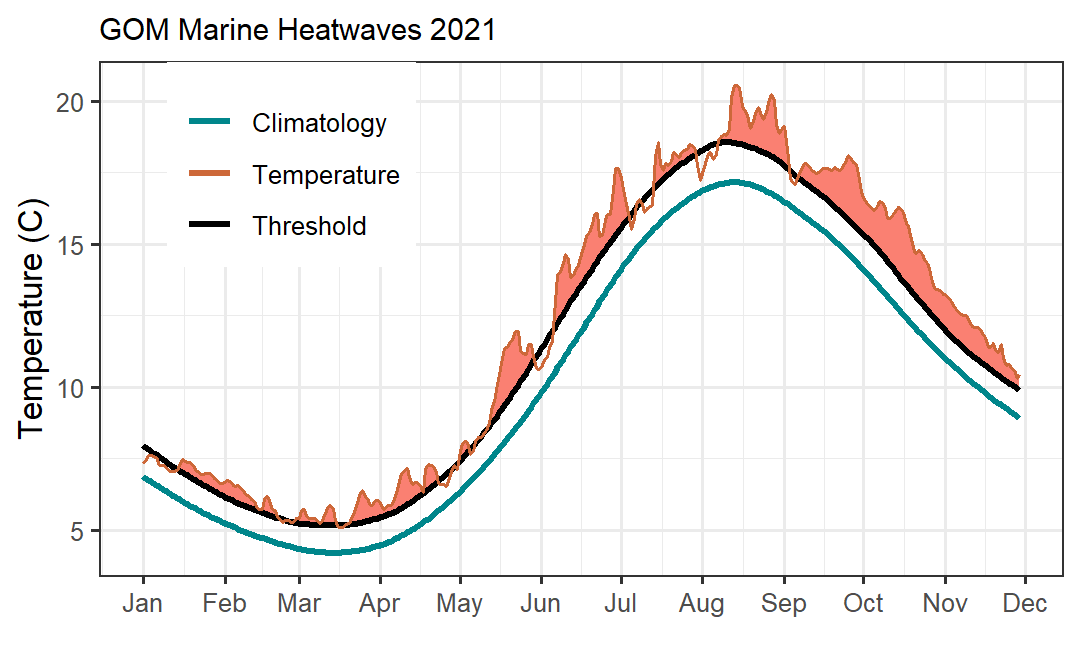 GOM Marine Heatwaves 2021
Temperature (C)
20
15
10
5
Climatology
Temperature
Threshold
Jan Feb Mar Apr May Jun Jul Aug Sep Oct Nov Dec